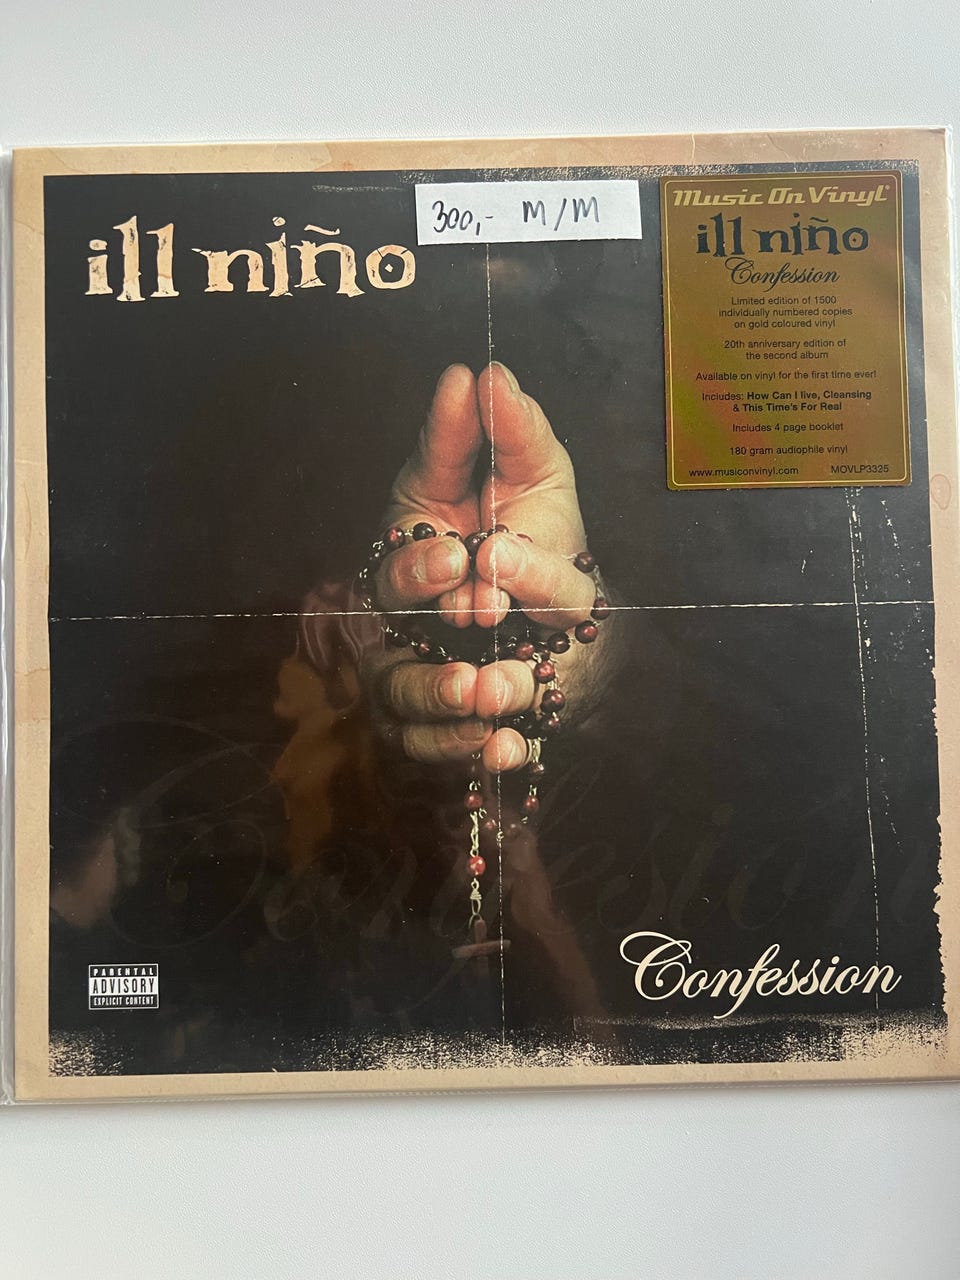 300,- M/M
ill niño
Music On Vinyl®
ill niño
Confession
Limited edition of 1500
individually numbered copies
on gold coloured vinyl
20th anniversary edition of
the second album
Available on vinyl for the first time ever!
Includes: How Can I live, Cleansing
& This Time's For Real
Includes 4 page booklet
180 gram audiophile vinyl
www.musiconvinyl.com MOVLP3325
Confession
Confession
PARENTAL
ADVISORY
EXPLICIT CONTENT